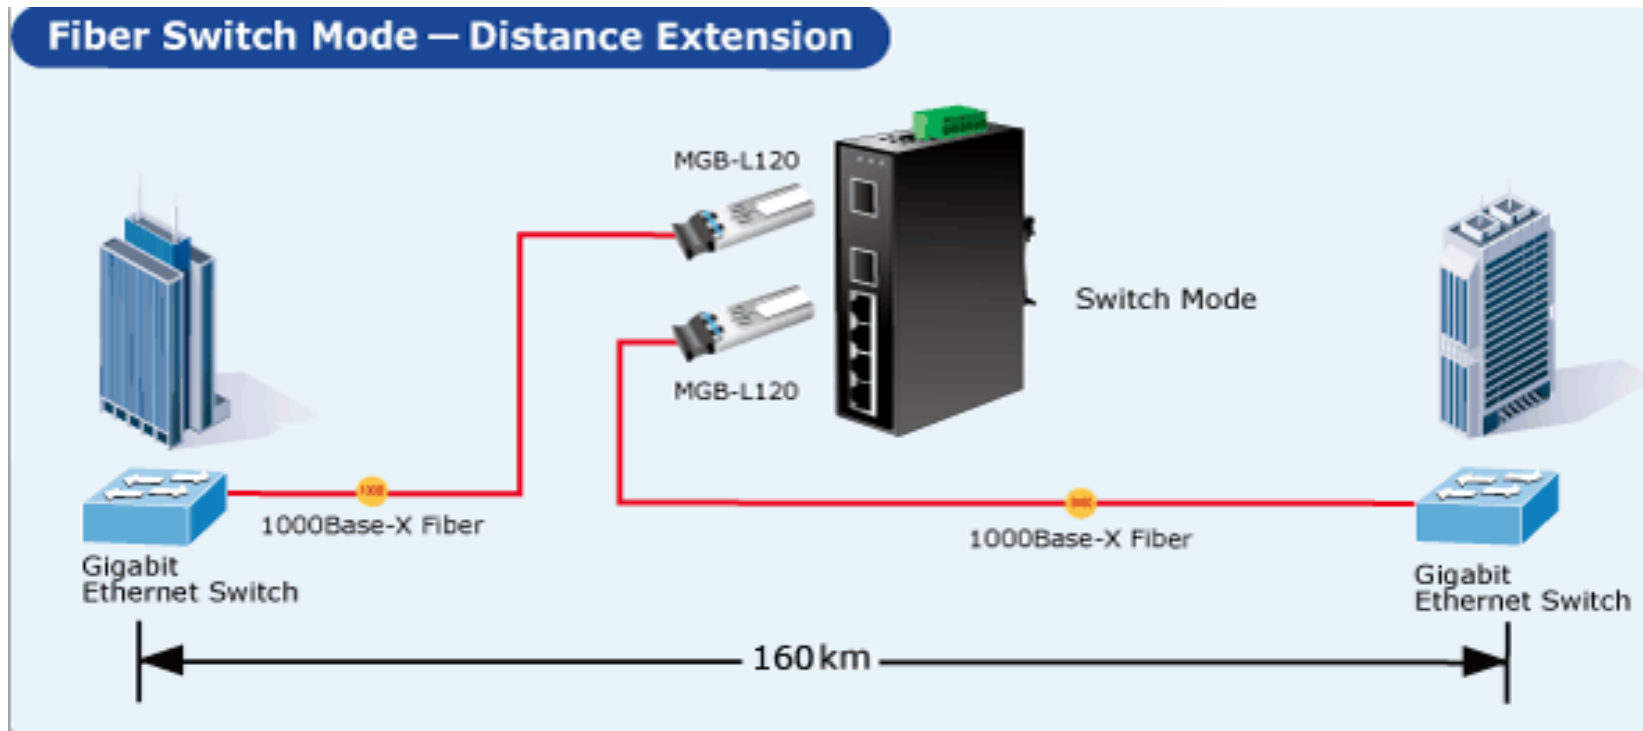 Fiber Switch Mode — Distance Extension
MGB-L120
Switch Mode
MGB-L120
1000Base-X Fiber
1000Base-X Fiber
Gigabit
Ethernet Switch
Gigabit
Ethernet Switch
160km